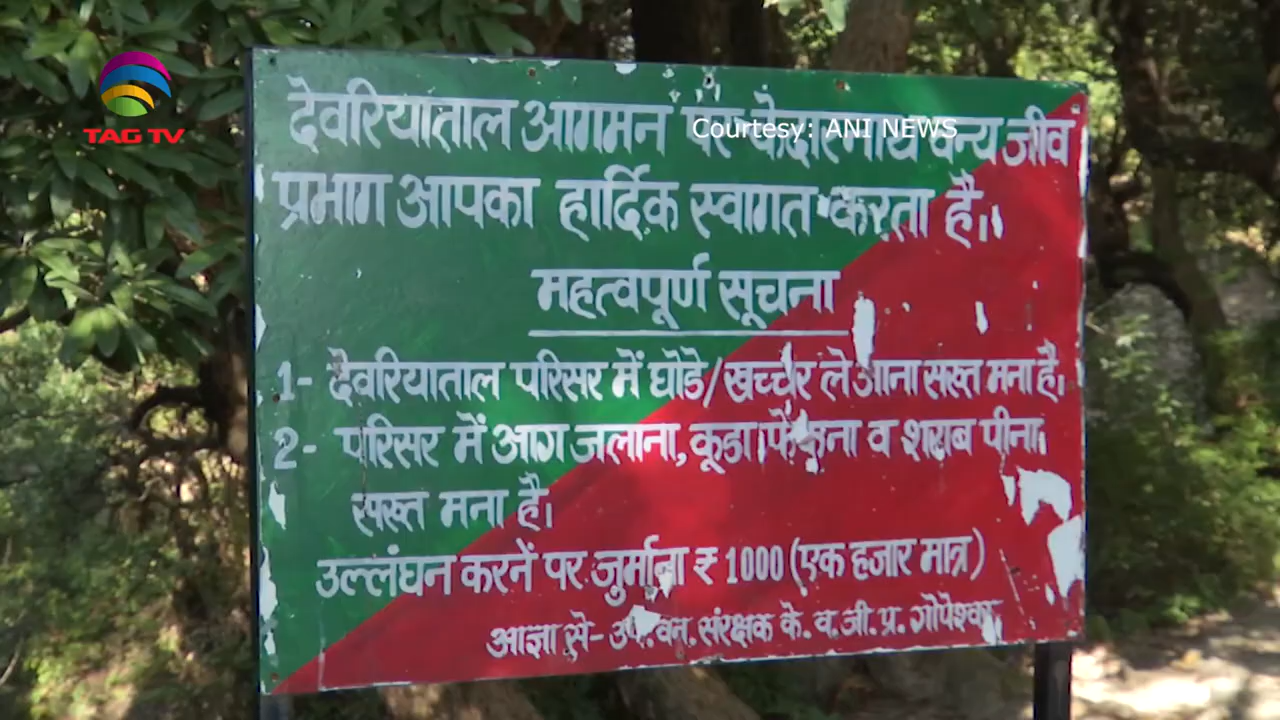 TAG TV
Courtesy: ANI NEWS
देवरियाताल आगमन पर केदारनाथ वन्य जीव
प्रभाग आपका हार्दिक स्वागत करता है।
महत्वपूर्ण सूचना
1- देवरियाताल परिसर में घोडे/खच्चर ले आना सख्त मना है।
2- परिसर में आग जलाना, कूडा फेंकना व शराब पीना
सख्त मना है।
उल्लंघन करनें पर जुर्माना ₹ 1000 (एक हजार मात्र)
आज्ञा से- उप. वन. संरक्षक के. व. जी. प्र. गोपेश्वर